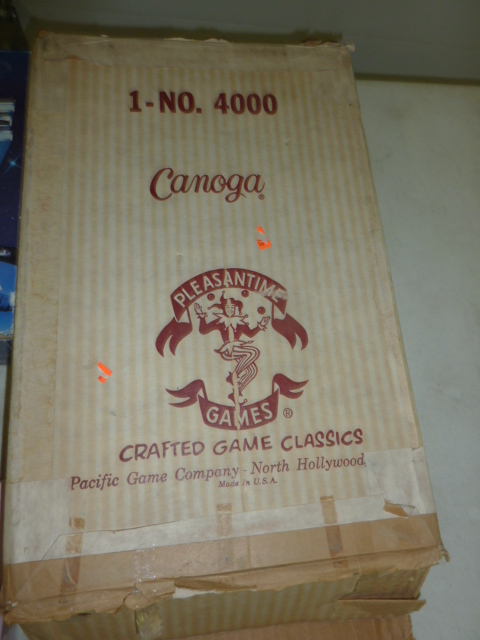 1-NO. 4000
Canoga®
PLEASANTIME
GAMES ®
CRAFTED GAME CLASSICS
Pacific Game Company - North Hollywood,
Made in U.S.A.